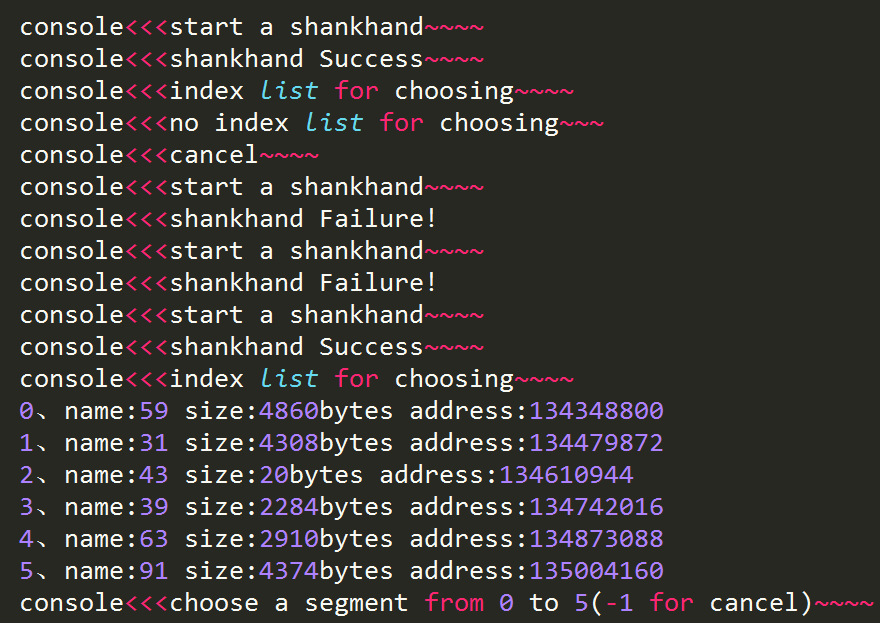 console<<<start a shankhand~~~~
console<<<shankhand Success~~~~
console<<<index list for choosing~~~~
console<<<no index list for choosing~~~
console<<<cancel~~~~
console<<<start a shankhand~~~~
console<<<shankhand Failure!
console<<<start a shankhand~~~~
console<<<shankhand Failure!
console<<<start a shankhand~~~~
console<<<shankhand Success~~~~
console<<<index list for choosing~~~~
0、name:59 size:4860bytes address:134348800
1、name:31 size:4308bytes address:134479872
2、name:43 size:20bytes address:134610944
3、name:39 size:2284bytes address:134742016
4、name:63 size:2910bytes address:134873088
5、name:91 size:4374bytes address:135004160
console<<<choose a segment from 0 to 5(-1 for cancel)~~~~